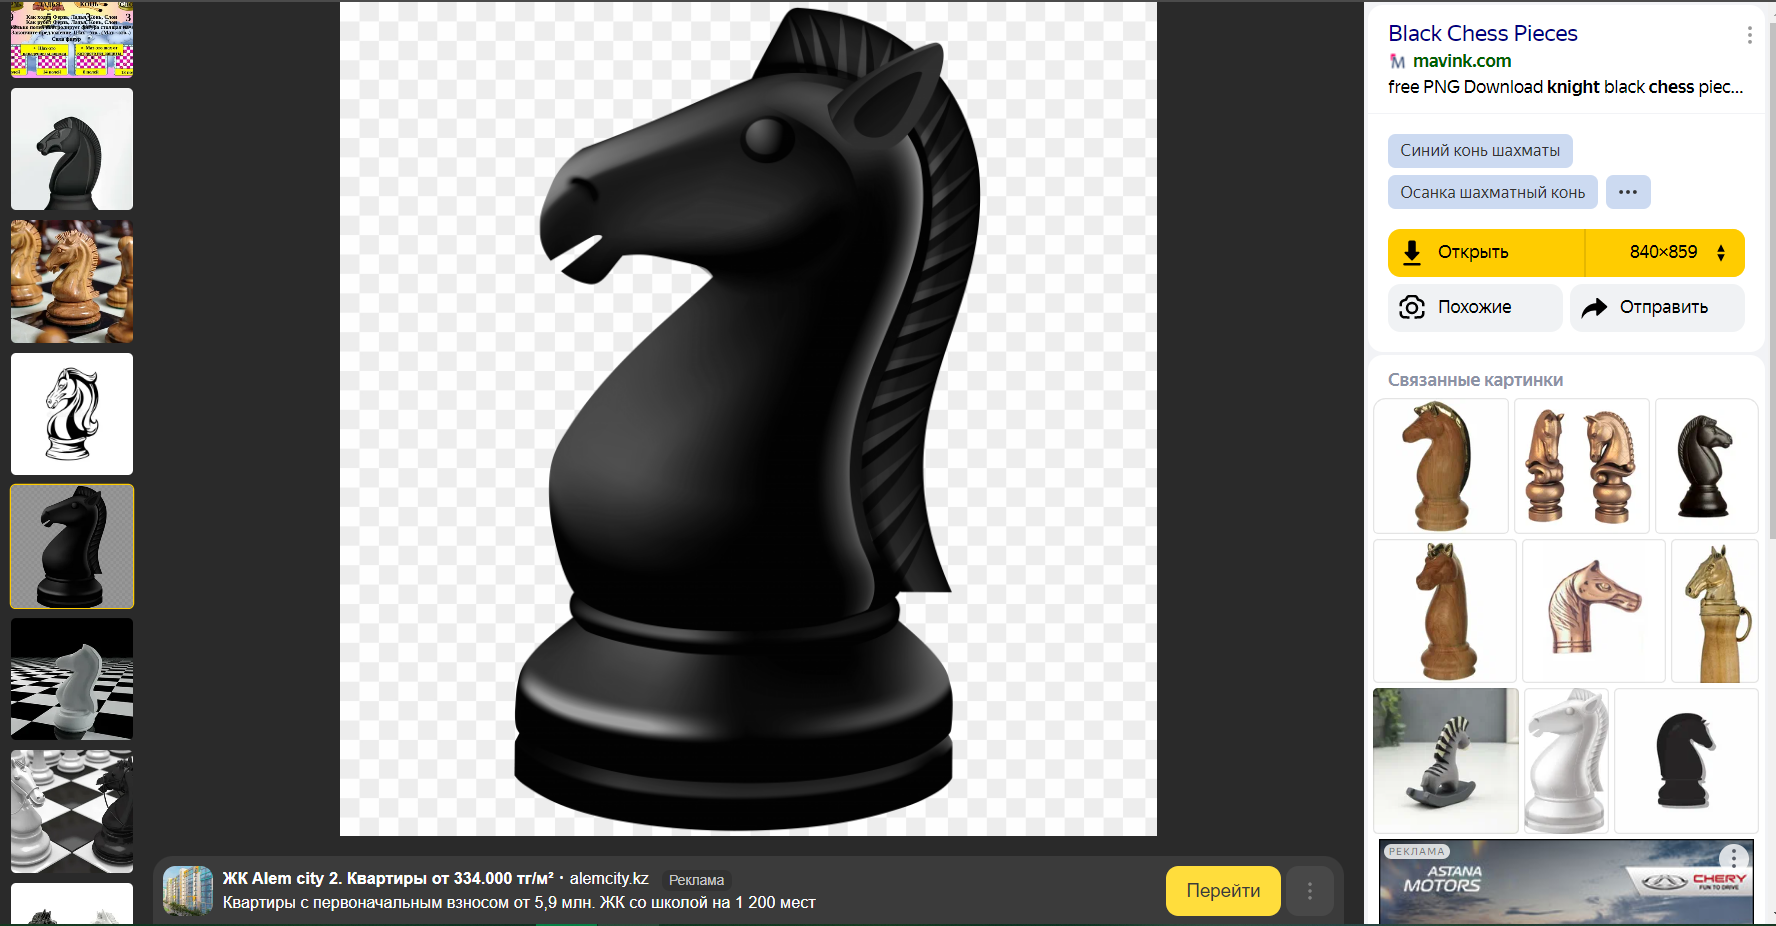 Black Chess Pieces
mavink.com
free PNG Download knight black chess piec...
Синий конь шахматы
Осанка шахматный конь
Открыть
840×859
Похожие
Отправить
Связанные картинки
РЕКЛАМА
ASTANA
MOTORS
CHERY
FUN TO DRIVE
ЖК Alem city 2. Квартиры от 334.000 тг/м² · alemcity.kz Реклама
Квартиры с первоначальным взносом от 5,9 млн. ЖК со школой на 1 200 мест
Перейти